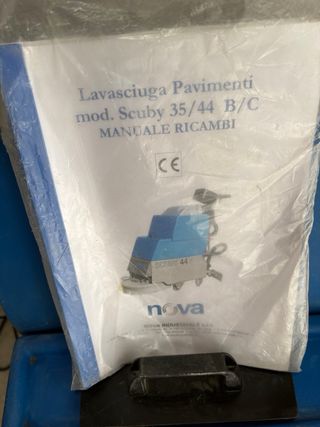 Lavasciuga Pavimenti
mod. Scuby 35/44 B/C
MANUALE RICAMBI
CE
44
nova